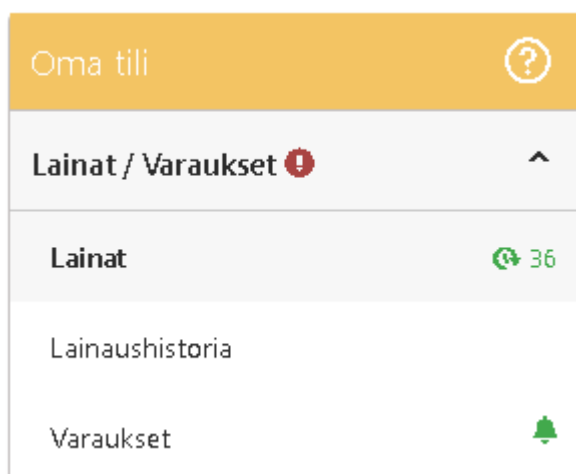 Oma tili
Lainat / Varaukset
Lainat 36
Lainaushistoria
Varaukset